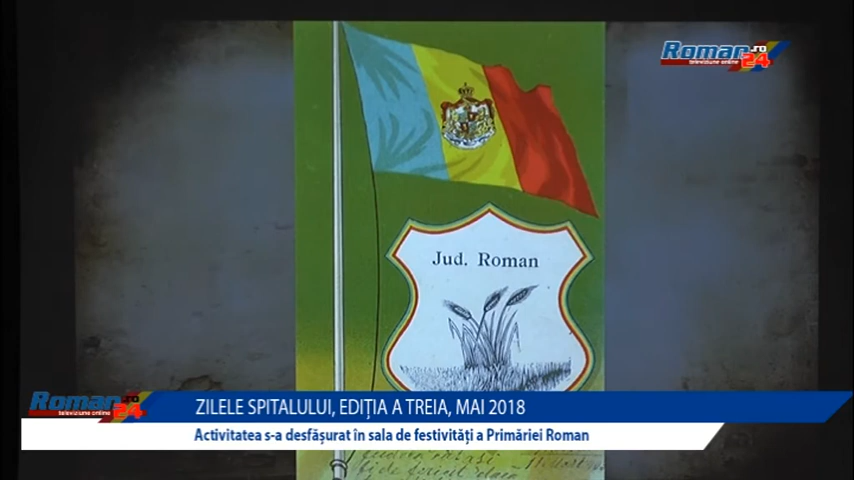 Roman.ro
televiziune online 24
Jud. Roman
Roman.ro
televiziune online 24
ZILELE SPITALULUI, EDIȚIA A TREIA, MAI 2018
Activitatea s-a desfășurat în sala de festivități a Primăriei Roman